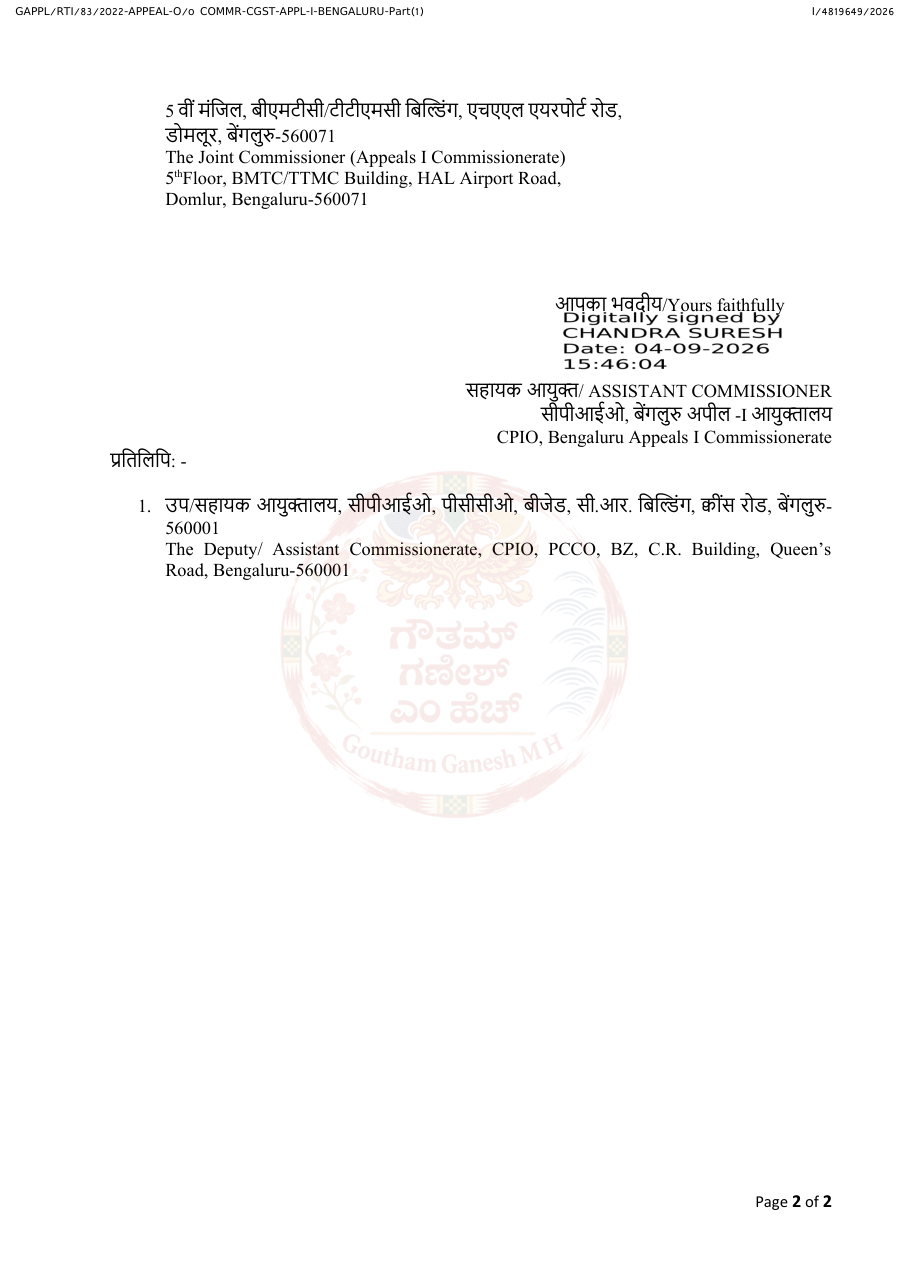 GAPPL/RTI/83/2022-APPEAL-O/o COMMR-CGST-APPL-I-BENGALURU-Part(1) I/4819649/2026
5 वीं मंजिल, बीएमटीसी/टीटीएमसी बिल्डिंग, एचएएल एयरपोर्ट रोड,
डोमलूर, बेंगलुरु-560071
The Joint Commissioner (Appeals I Commissionerate)
5thFloor, BMTC/TTMC Building, HAL Airport Road,
Domlur, Bengaluru-560071
आपका भवदीय/Yours faithfully
Digitally signed by
CHANDRA SURESH
Date: 04-09-2026
15:46:04
सहायक आयुक्त/ ASSISTANT COMMISSIONER
सीपीआईओ, बेंगलुरु अपील -I आयुक्तालय
CPIO, Bengaluru Appeals I Commissionerate
प्रतिलिपि: -
1. उप/सहायक आयुक्तालय, सीपीआईओ, पीसीसीओ, बीजेड, सी.आर. बिल्डिंग, क्वींस रोड, बेंगलुरु-
560001
The Deputy/ Assistant Commissionerate, CPIO, PCCO, BZ, C.R. Building, Queen’s
Road, Bengaluru-560001
ಗೌತಮ್
ಗಣೇಶ್
ಎಂ ಹೆಚ್
Goutham Ganesh M H
Page 2 of 2